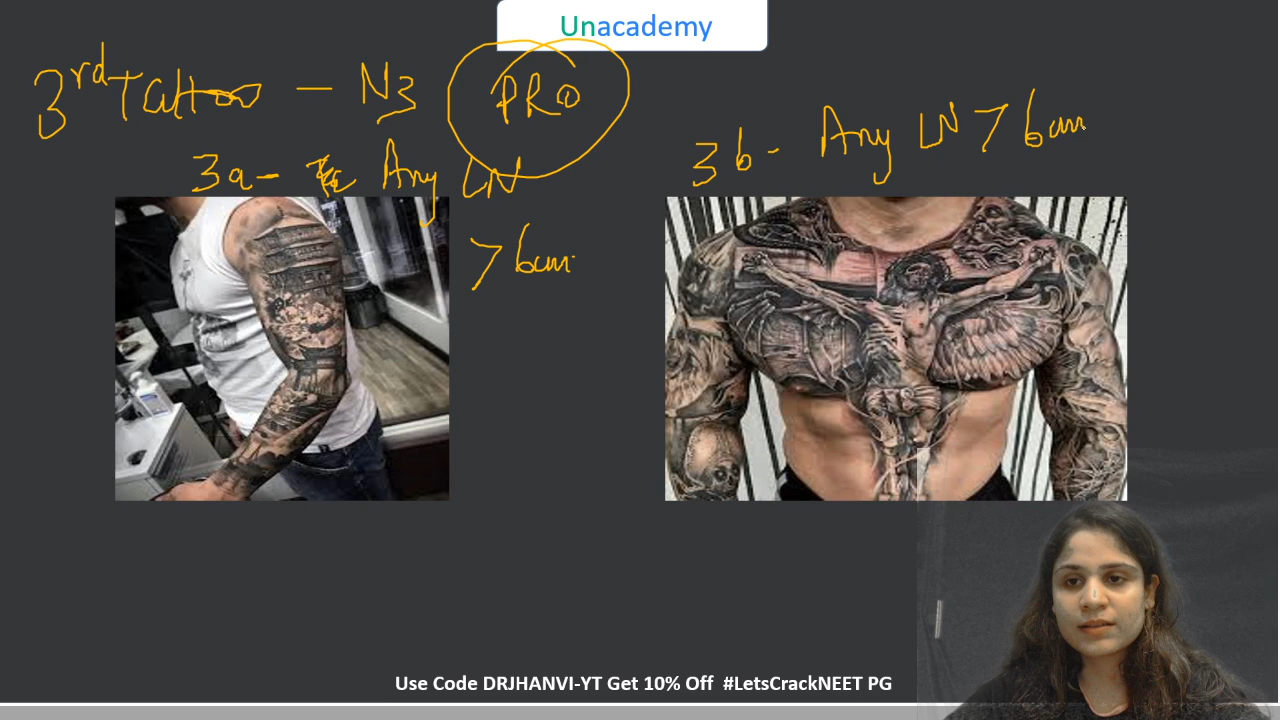 Unacademy
3rd Tattoo - N3 PRO
3a- Any LN
> 6cm
3b- Any LN > 6cm
Use Code DRJHANVI-YT Get 10% Off #LetsCrackNEET PG